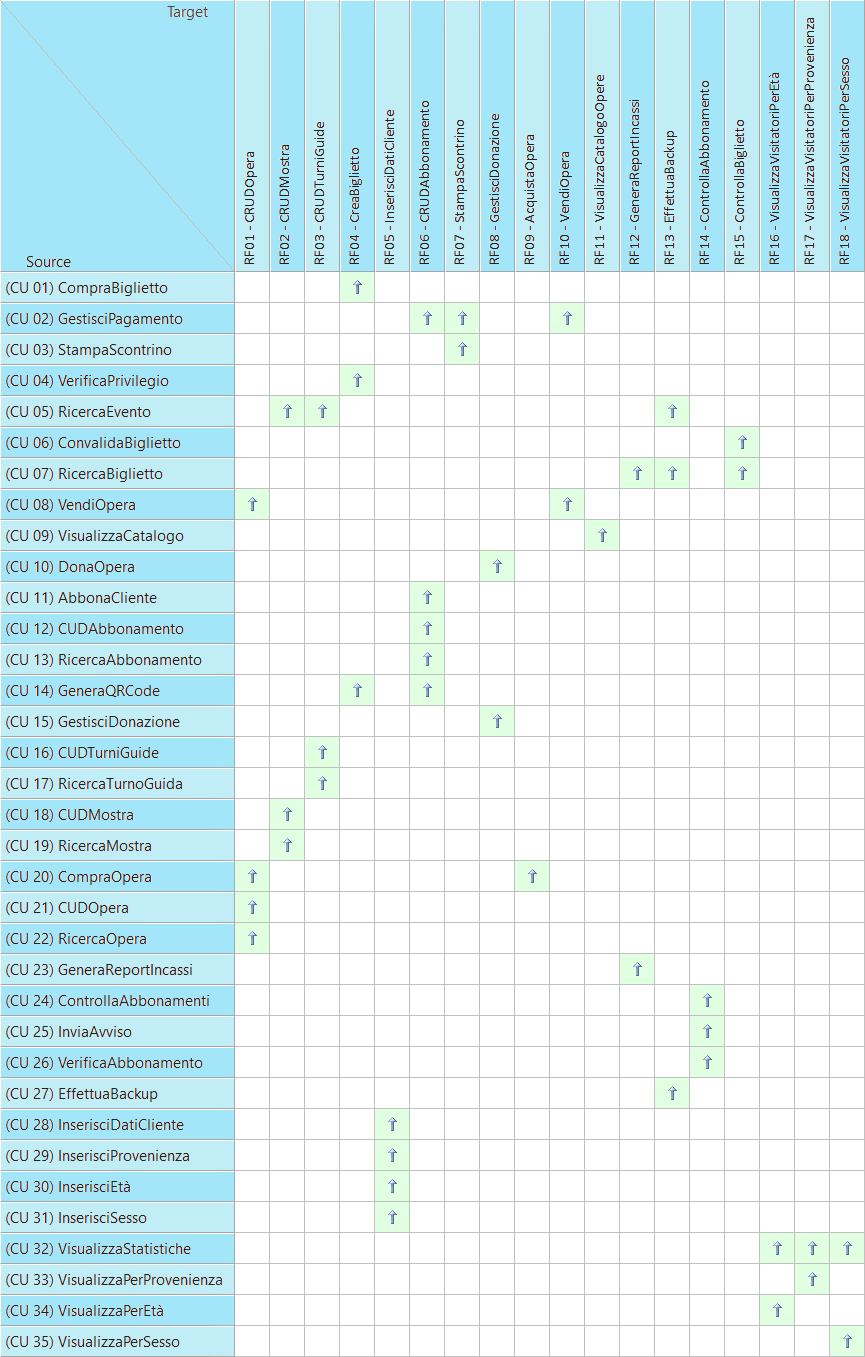 Target
Source
RF01 - CRUDOpera
RF02 - CRUDMostra
RF03 - CRUDTurniGuide
RF04 - CreaBiglietto
RF05 - InserisciDatiCliente
RF06 - CRUDAbbonamento
RF07 - StampaScontrino
RF08 - GestisciDonazione
RF09 - AcquistaOpera
RF10 - VendiOpera
RF11 - VisualizzaCatalogoOpere
RF12 - GeneraReportIncassi
RF13 - EffettuaBackup
RF14 - ControllaAbbonamento
RF15 - ControllaBiglietto
RF16 - VisualizzaVisitatoriPerEtà
RF17 - VisualizzaVisitatoriPerProvenienza
RF18 - VisualizzaVisitatoriPerSesso
(CU 01) CompraBiglietto
(CU 02) GestisciPagamento
(CU 03) StampaScontrino
(CU 04) VerificaPrivilegio
(CU 05) RicercaEvento
(CU 06) ConvalidaBiglietto
(CU 07) RicercaBiglietto
(CU 08) VendiOpera
(CU 09) VisualizzaCatalogo
(CU 10) DonaOpera
(CU 11) AbbonaCliente
(CU 12) CUDAbbonamento
(CU 13) RicercaAbbonamento
(CU 14) GeneraQRCode
(CU 15) GestisciDonazione
(CU 16) CUDTurniGuide
(CU 17) RicercaTurnoGuida
(CU 18) CUDMostra
(CU 19) RicercaMostra
(CU 20) CompraOpera
(CU 21) CUDOpera
(CU 22) RicercaOpera
(CU 23) GeneraReportIncassi
(CU 24) ControllaAbbonamenti
(CU 25) InviaAvviso
(CU 26) VerificaAbbonamento
(CU 27) EffettuaBackup
(CU 28) InserisciDatiCliente
(CU 29) InserisciProvenienza
(CU 30) InserisciEtà
(CU 31) InserisciSesso
(CU 32) VisualizzaStatistiche
(CU 33) VisualizzaPerProvenienza
(CU 34) VisualizzaPerEtà
(CU 35) VisualizzaPerSesso